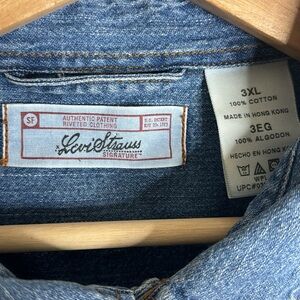 SF
AUTHENTIC PATENT
RIVETED CLOTHING
Levi Strauss
SIGNATURE™
3XL
100% COTTON
MADE IN HONG KONG
3EG
100% ALGODON
HECHO EN HONG KONG